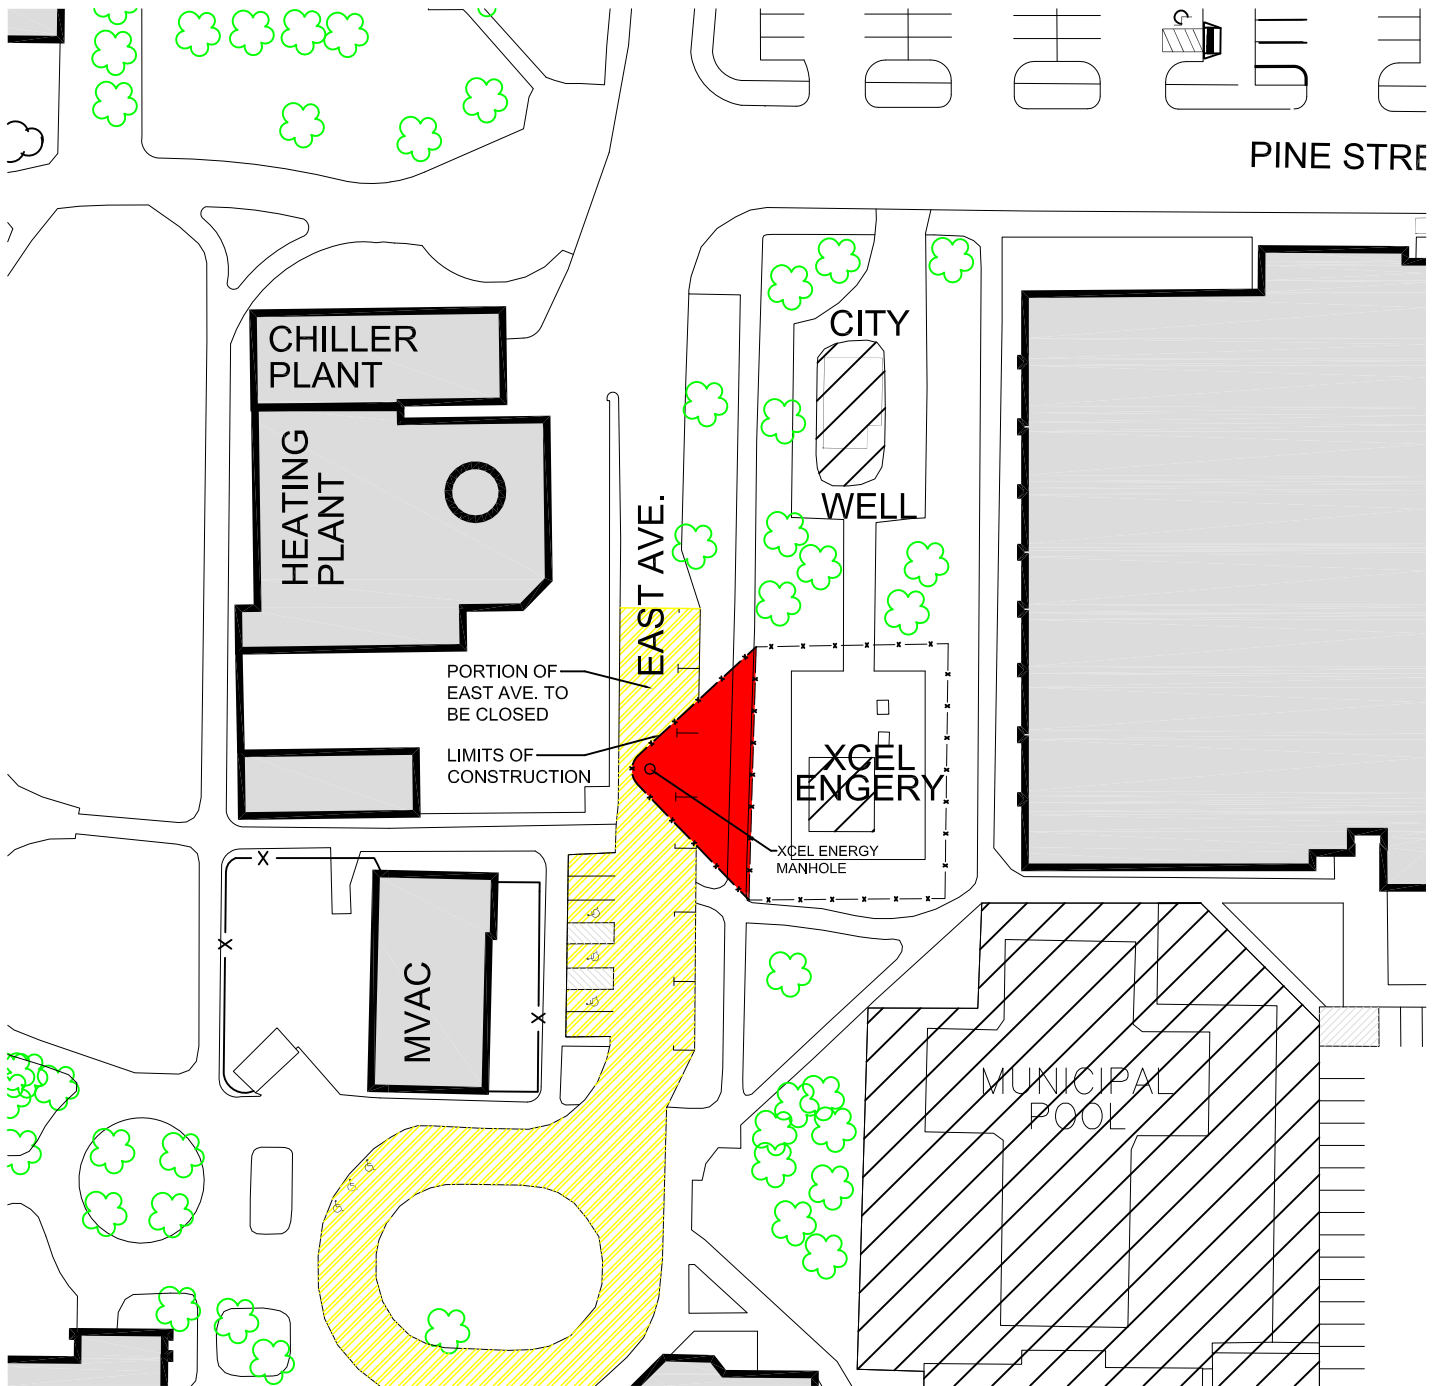 PINE STRE
CITY
WELL
CHILLER
PLANT
HEATING
PLANT
EAST AVE.
PORTION OF
EAST AVE. TO
BE CLOSED
LIMITS OF
CONSTRUCTION
XCEL
ENGERY
XCEL ENERGY
MANHOLE
X
X
X
MVAC
MUNICIPAL
POOL